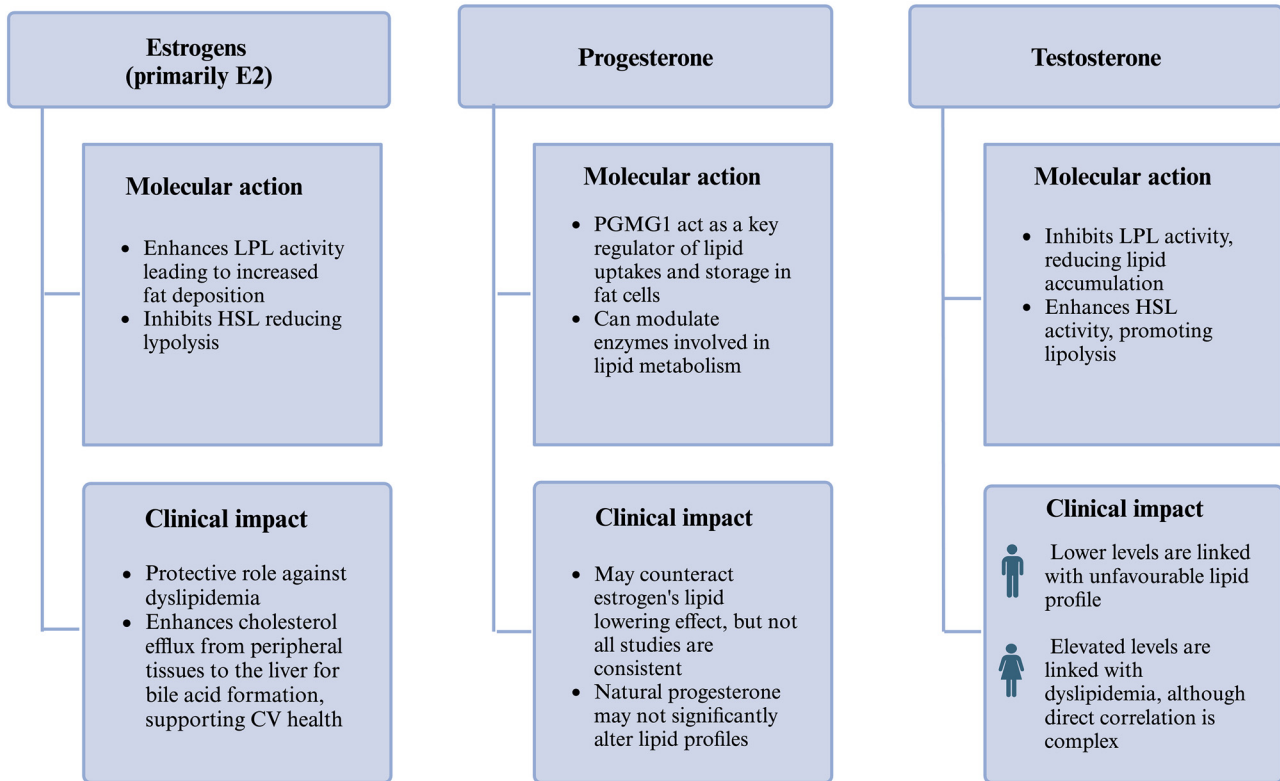 Estrogens
(primarily E2)
Molecular action
• Enhances LPL activity
leading to increased
fat deposition
• Inhibits HSL reducing
lypolysis
Clinical impact
• Protective role against
dyslipidemia
• Enhances cholesterol
efflux from peripheral
tissues to the liver for
bile acid formation,
supporting CV health
Progesterone
Molecular action
• PGMG1 act as a key
regulator of lipid
uptakes and storage in
fat cells
• Can modulate
enzymes involved in
lipid metabolism
Clinical impact
• May counteract
estrogen's lipid
lowering effect, but not
all studies are
consistent
• Natural progesterone
may not significantly
alter lipid profiles
Testosterone
Molecular action
• Inhibits LPL activity,
reducing lipid
accumulation
• Enhances HSL
activity, promoting
lipolysis
Clinical impact
Lower levels are linked
with unfavourable lipid
profile
Elevated levels are
linked with
dyslipidemia, although
direct correlation is
complex